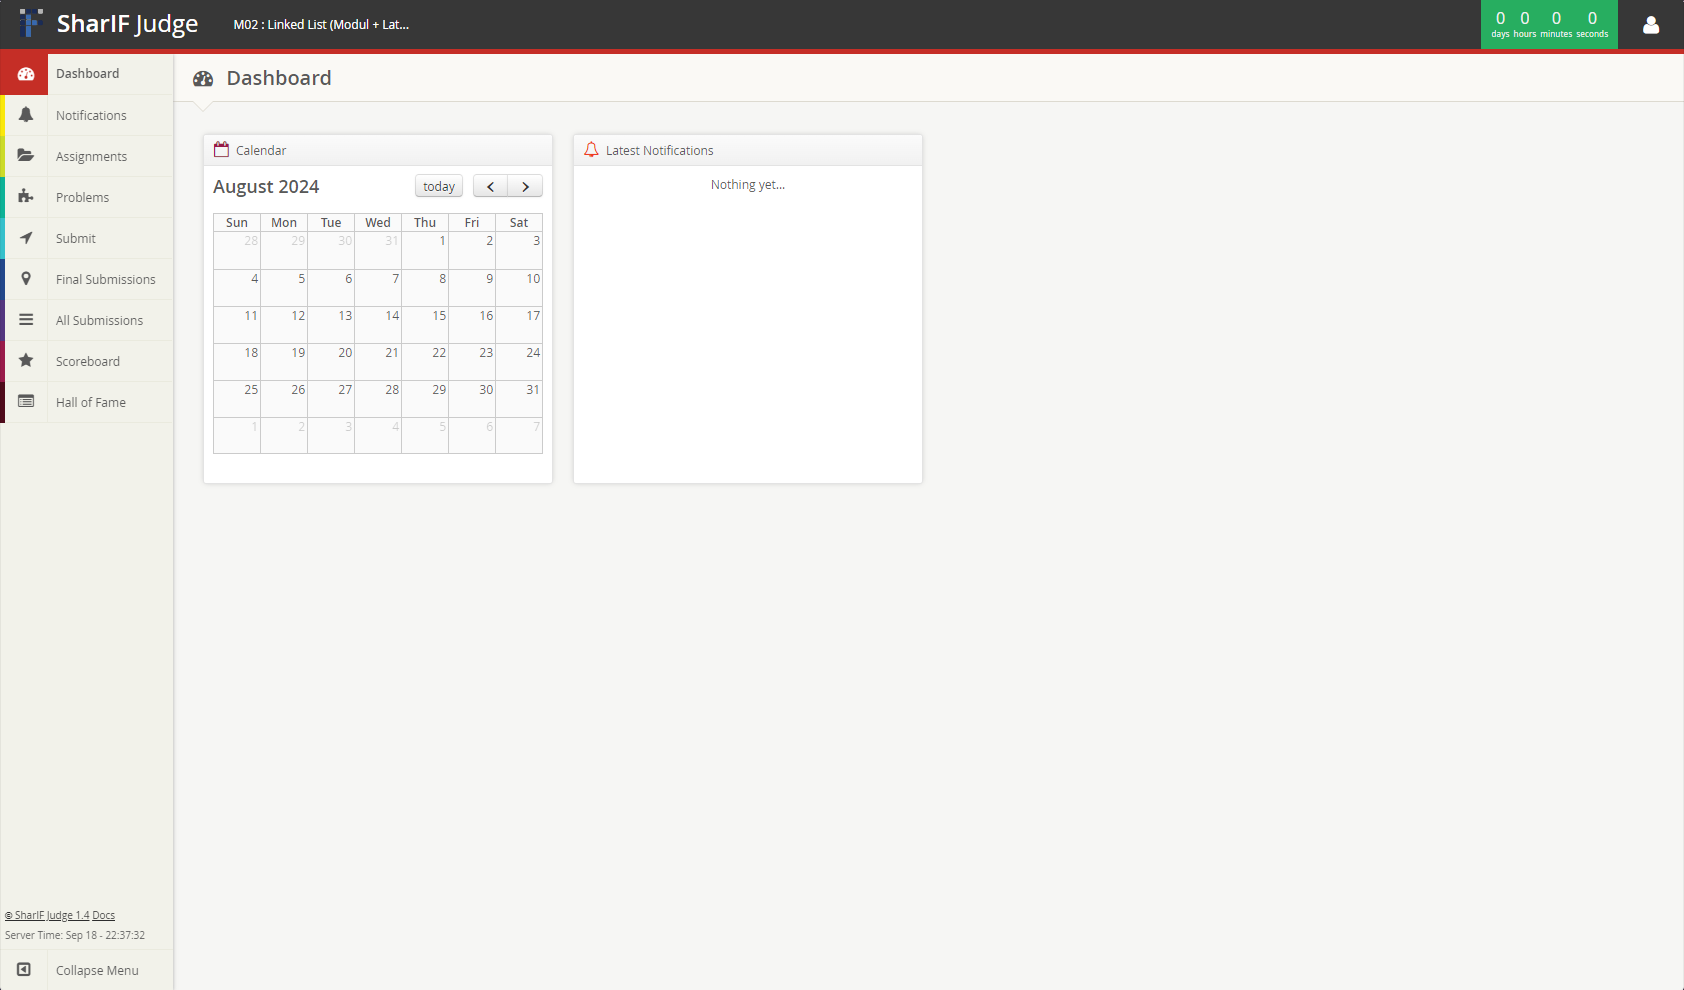 SharIF Judge
M02 : Linked List (Modul + Lat...
0 0 0 0
days hours minutes seconds
Dashboard
Notifications
Assignments
Problems
Submit
Final Submissions
All Submissions
Scoreboard
Hall of Fame
Dashboard
Calendar
August 2024
today
Sun Mon Tue Wed Thu Fri Sat
28 29 30 31 1 2 3
4 5 6 7 8 9 10
11 12 13 14 15 16 17
18 19 20 21 22 23 24
25 26 27 28 29 30 31
1 2 3 4 5 6 7
Latest Notifications
Nothing yet...
© SharIF Judge 1.4 Docs
Server Time: Sep 18 - 22:37:32
Collapse Menu